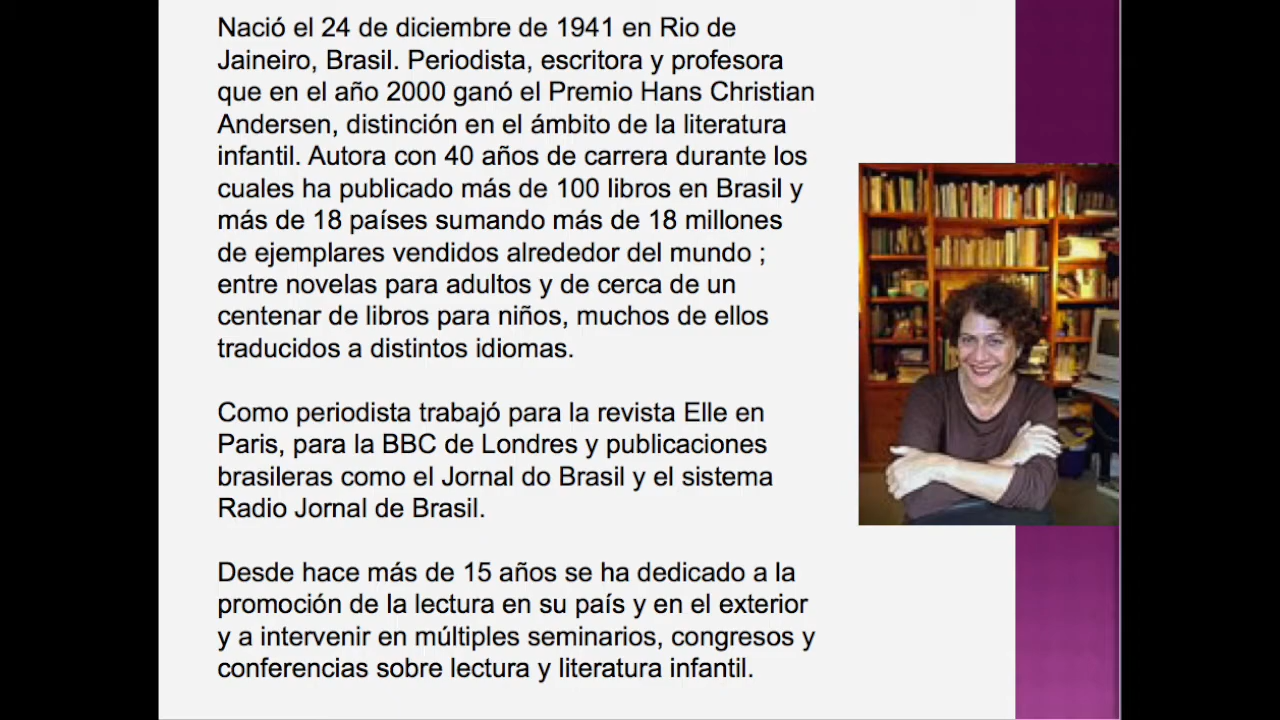 Nació el 24 de diciembre de 1941 en Rio de
Jaineiro, Brasil. Periodista, escritora y profesora
que en el año 2000 ganó el Premio Hans Christian
Andersen, distinción en el ámbito de la literatura
infantil. Autora con 40 años de carrera durante los
cuales ha publicado más de 100 libros en Brasil y
más de 18 países sumando más de 18 millones
de ejemplares vendidos alrededor del mundo ;
entre novelas para adultos y de cerca de un
centenar de libros para niños, muchos de ellos
traducidos a distintos idiomas.
Como periodista trabajó para la revista Elle en
Paris, para la BBC de Londres y publicaciones
brasileras como el Jornal do Brasil y el sistema
Radio Jornal de Brasil.
Desde hace más de 15 años se ha dedicado a la
promoción de la lectura en su país y en el exterior
y a intervenir en múltiples seminarios, congresos y
conferencias sobre lectura y literatura infantil.